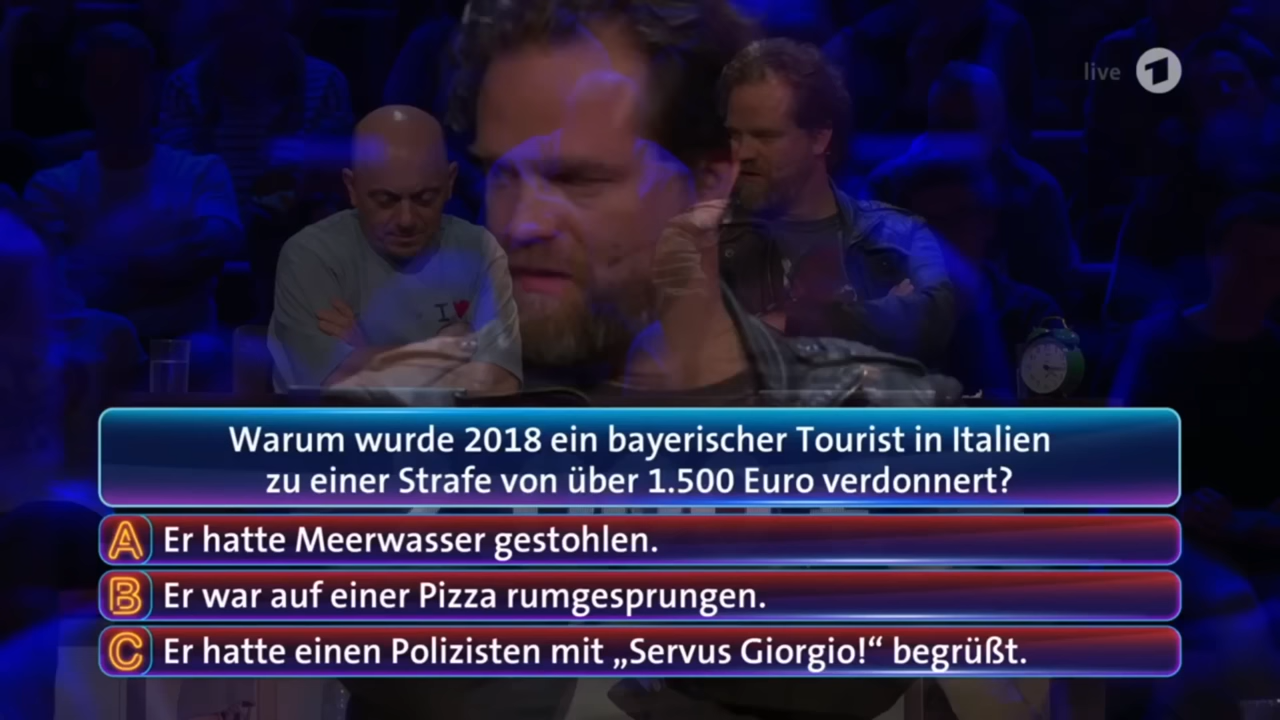 live 1
I ♥
Warum wurde 2018 ein bayerischer Tourist in Italien
zu einer Strafe von über 1.500 Euro verdonnert?
A Er hatte Meerwasser gestohlen.
B Er war auf einer Pizza rumgesprungen.
C Er hatte einen Polizisten mit „Servus Giorgio!“ begrüßt.